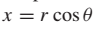 x = r cos θ